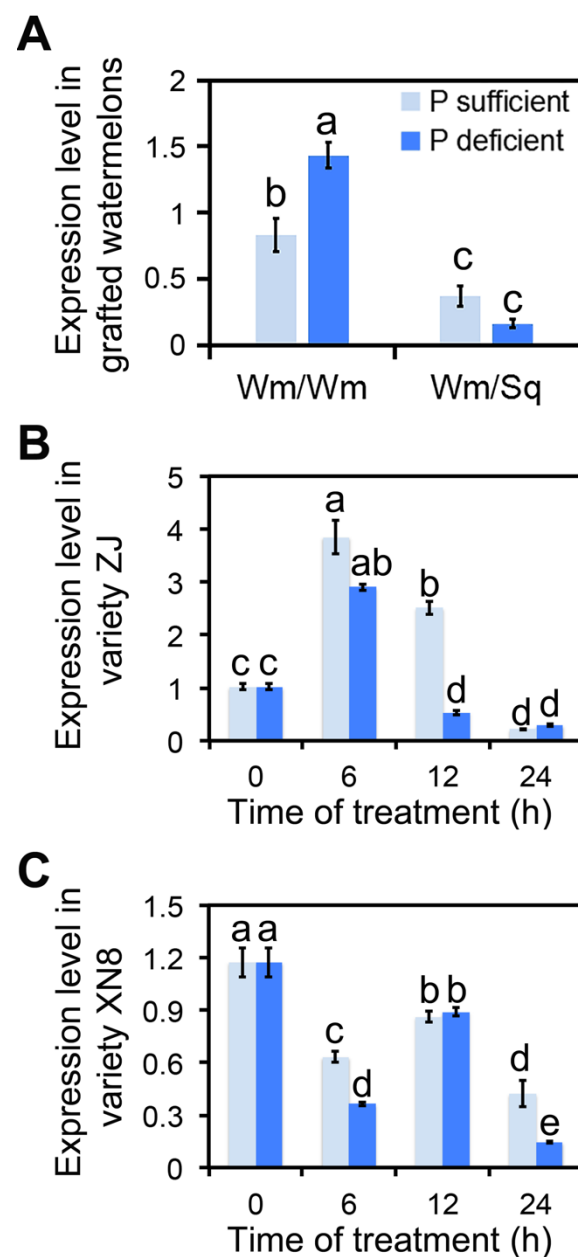 A
Expression level in
grafted watermelons
2
1.5
1
0.5
0
P sufficient
P deficient
b
a
c
c
Wm/Wm
Wm/Sq
B
Expression level in
variety ZJ
5
4
3
2
1
0
c
c
a
ab
b
d
d
d
0
6
12
24
Time of treatment (h)
C
Expression level in
variety XN8
1.5
1.2
0.9
0.6
0.3
0
a
a
c
d
b
b
d
e
0
6
12
24
Time of treatment (h)